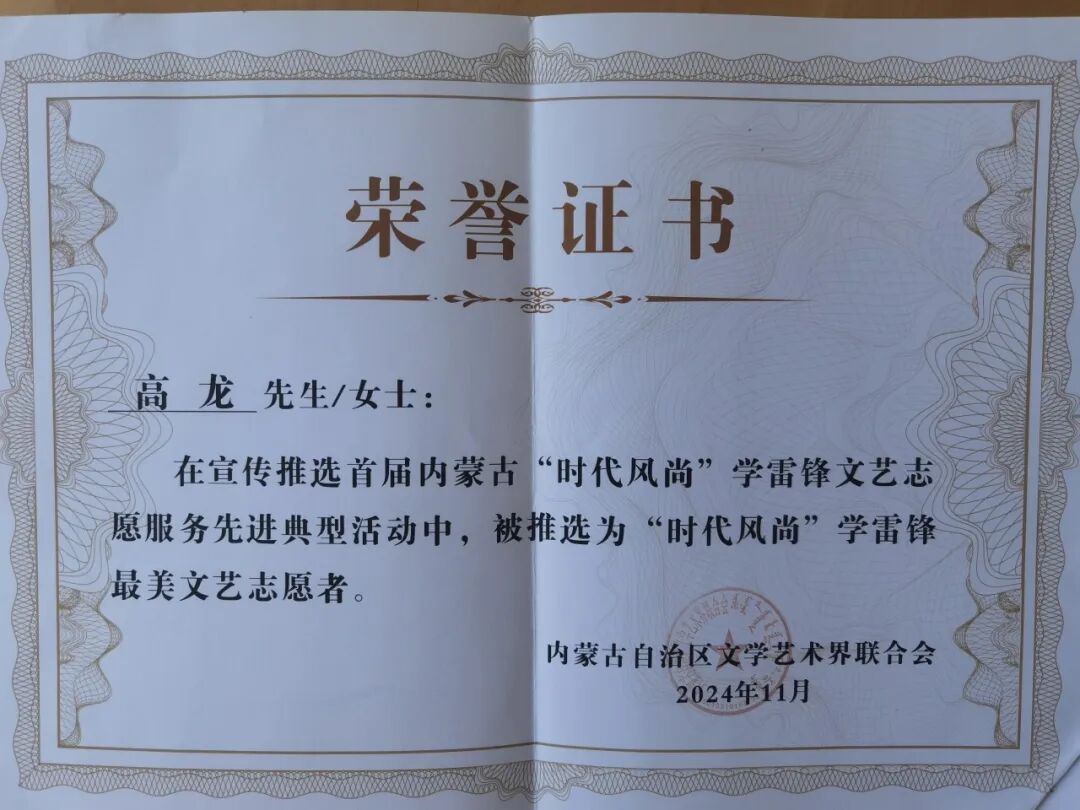 荣誉证书
高 龙 先生/女士：
在宣传推选首届内蒙古“时代风尚”学雷锋文艺志
愿服务先进典型活动中，被推选为“时代风尚”学雷锋
最美文艺志愿者。
内蒙古自治区文学艺术界联合会
2024年11月